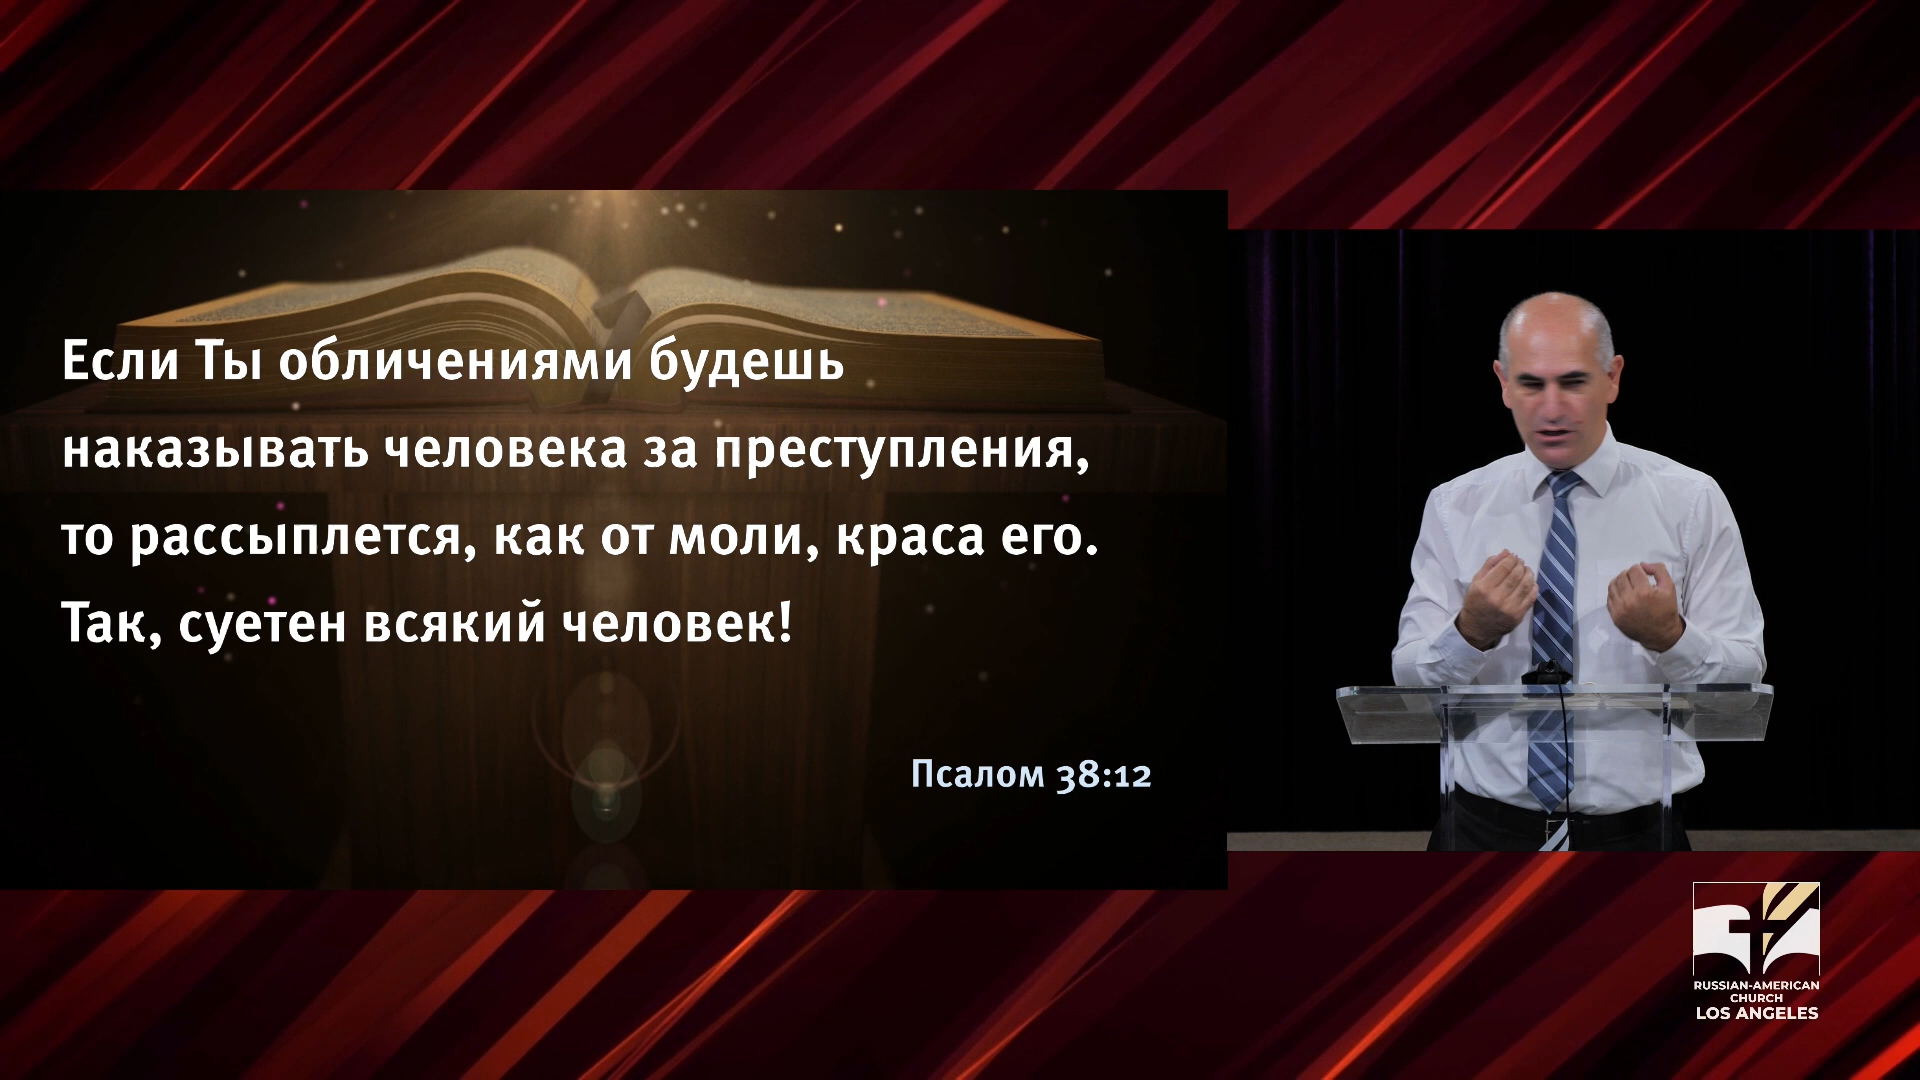 Если Ты обличениями будешь
наказывать человека за преступления,
то рассыплется, как от моли, краса его.
Так, суетен всякий человек!
Псалом 38:12
RUSSIAN-AMERICAN
CHURCH
LOS ANGELES